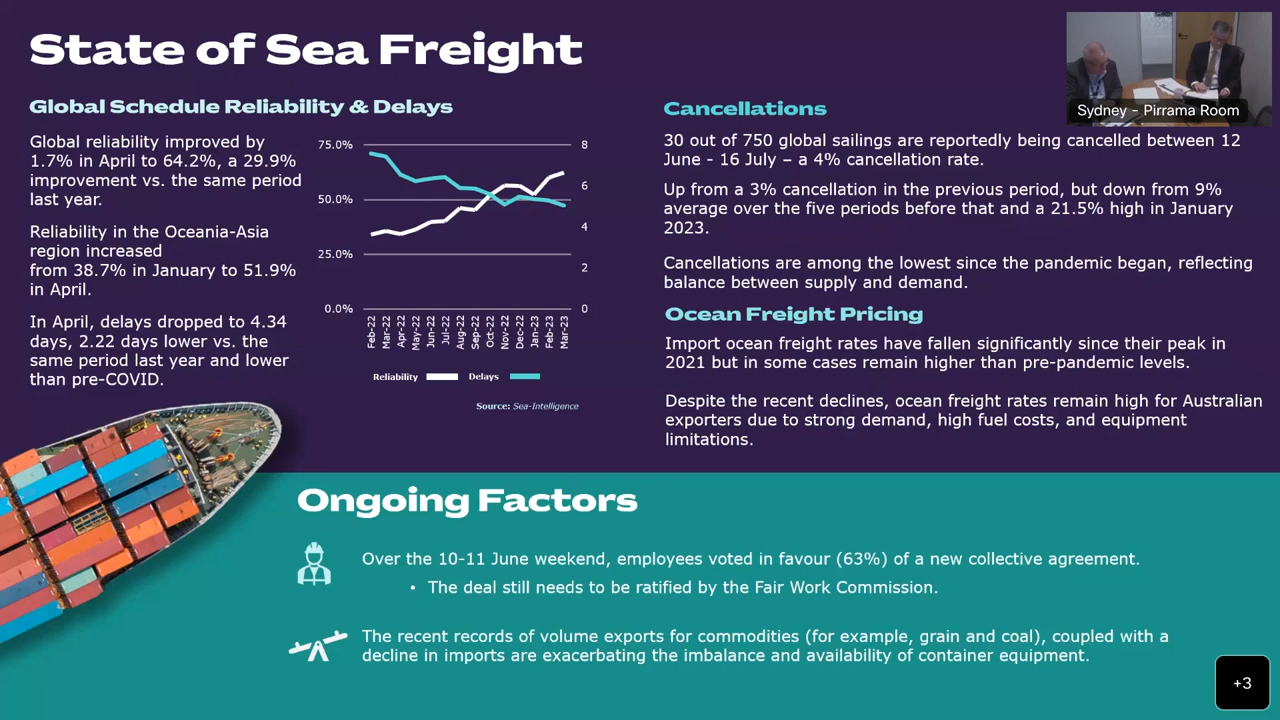 State of Sea Freight
Global Schedule Reliability & Delays
Global reliability improved by
1.7% in April to 64.2%, a 29.9%
improvement vs. the same period
last year.
Reliability in the Oceania-Asia
region increased
from 38.7% in January to 51.9%
in April.
In April, delays dropped to 4.34
days, 2.22 days lower vs. the
same period last year and lower
than pre-COVID.
75.0%
50.0%
25.0%
0.0%
8
6
4
2
0
Feb-22
Mar-22
Apr-22
May-22
Jun-22
Jul-22
Aug-22
Sep-22
Oct-22
Nov-22
Dec-22
Jan-23
Feb-23
Mar-23
Reliability
Delays
Source: Sea-Intelligence
Cancellations
30 out of 750 global sailings are reportedly being cancelled between 12
June - 16 July – a 4% cancellation rate.
Up from a 3% cancellation in the previous period, but down from 9%
average over the five periods before that and a 21.5% high in January
2023.
Cancellations are among the lowest since the pandemic began, reflecting
balance between supply and demand.
Ocean Freight Pricing
Import ocean freight rates have fallen significantly since their peak in
2021 but in some cases remain higher than pre-pandemic levels.
Despite the recent declines, ocean freight rates remain high for Australian
exporters due to strong demand, high fuel costs, and equipment
limitations.
Sydney - Pirrama Room
Ongoing Factors
Over the 10-11 June weekend, employees voted in favour (63%) of a new collective agreement.
• The deal still needs to be ratified by the Fair Work Commission.
The recent records of volume exports for commodities (for example, grain and coal), coupled with a
decline in imports are exacerbating the imbalance and availability of container equipment.
+3